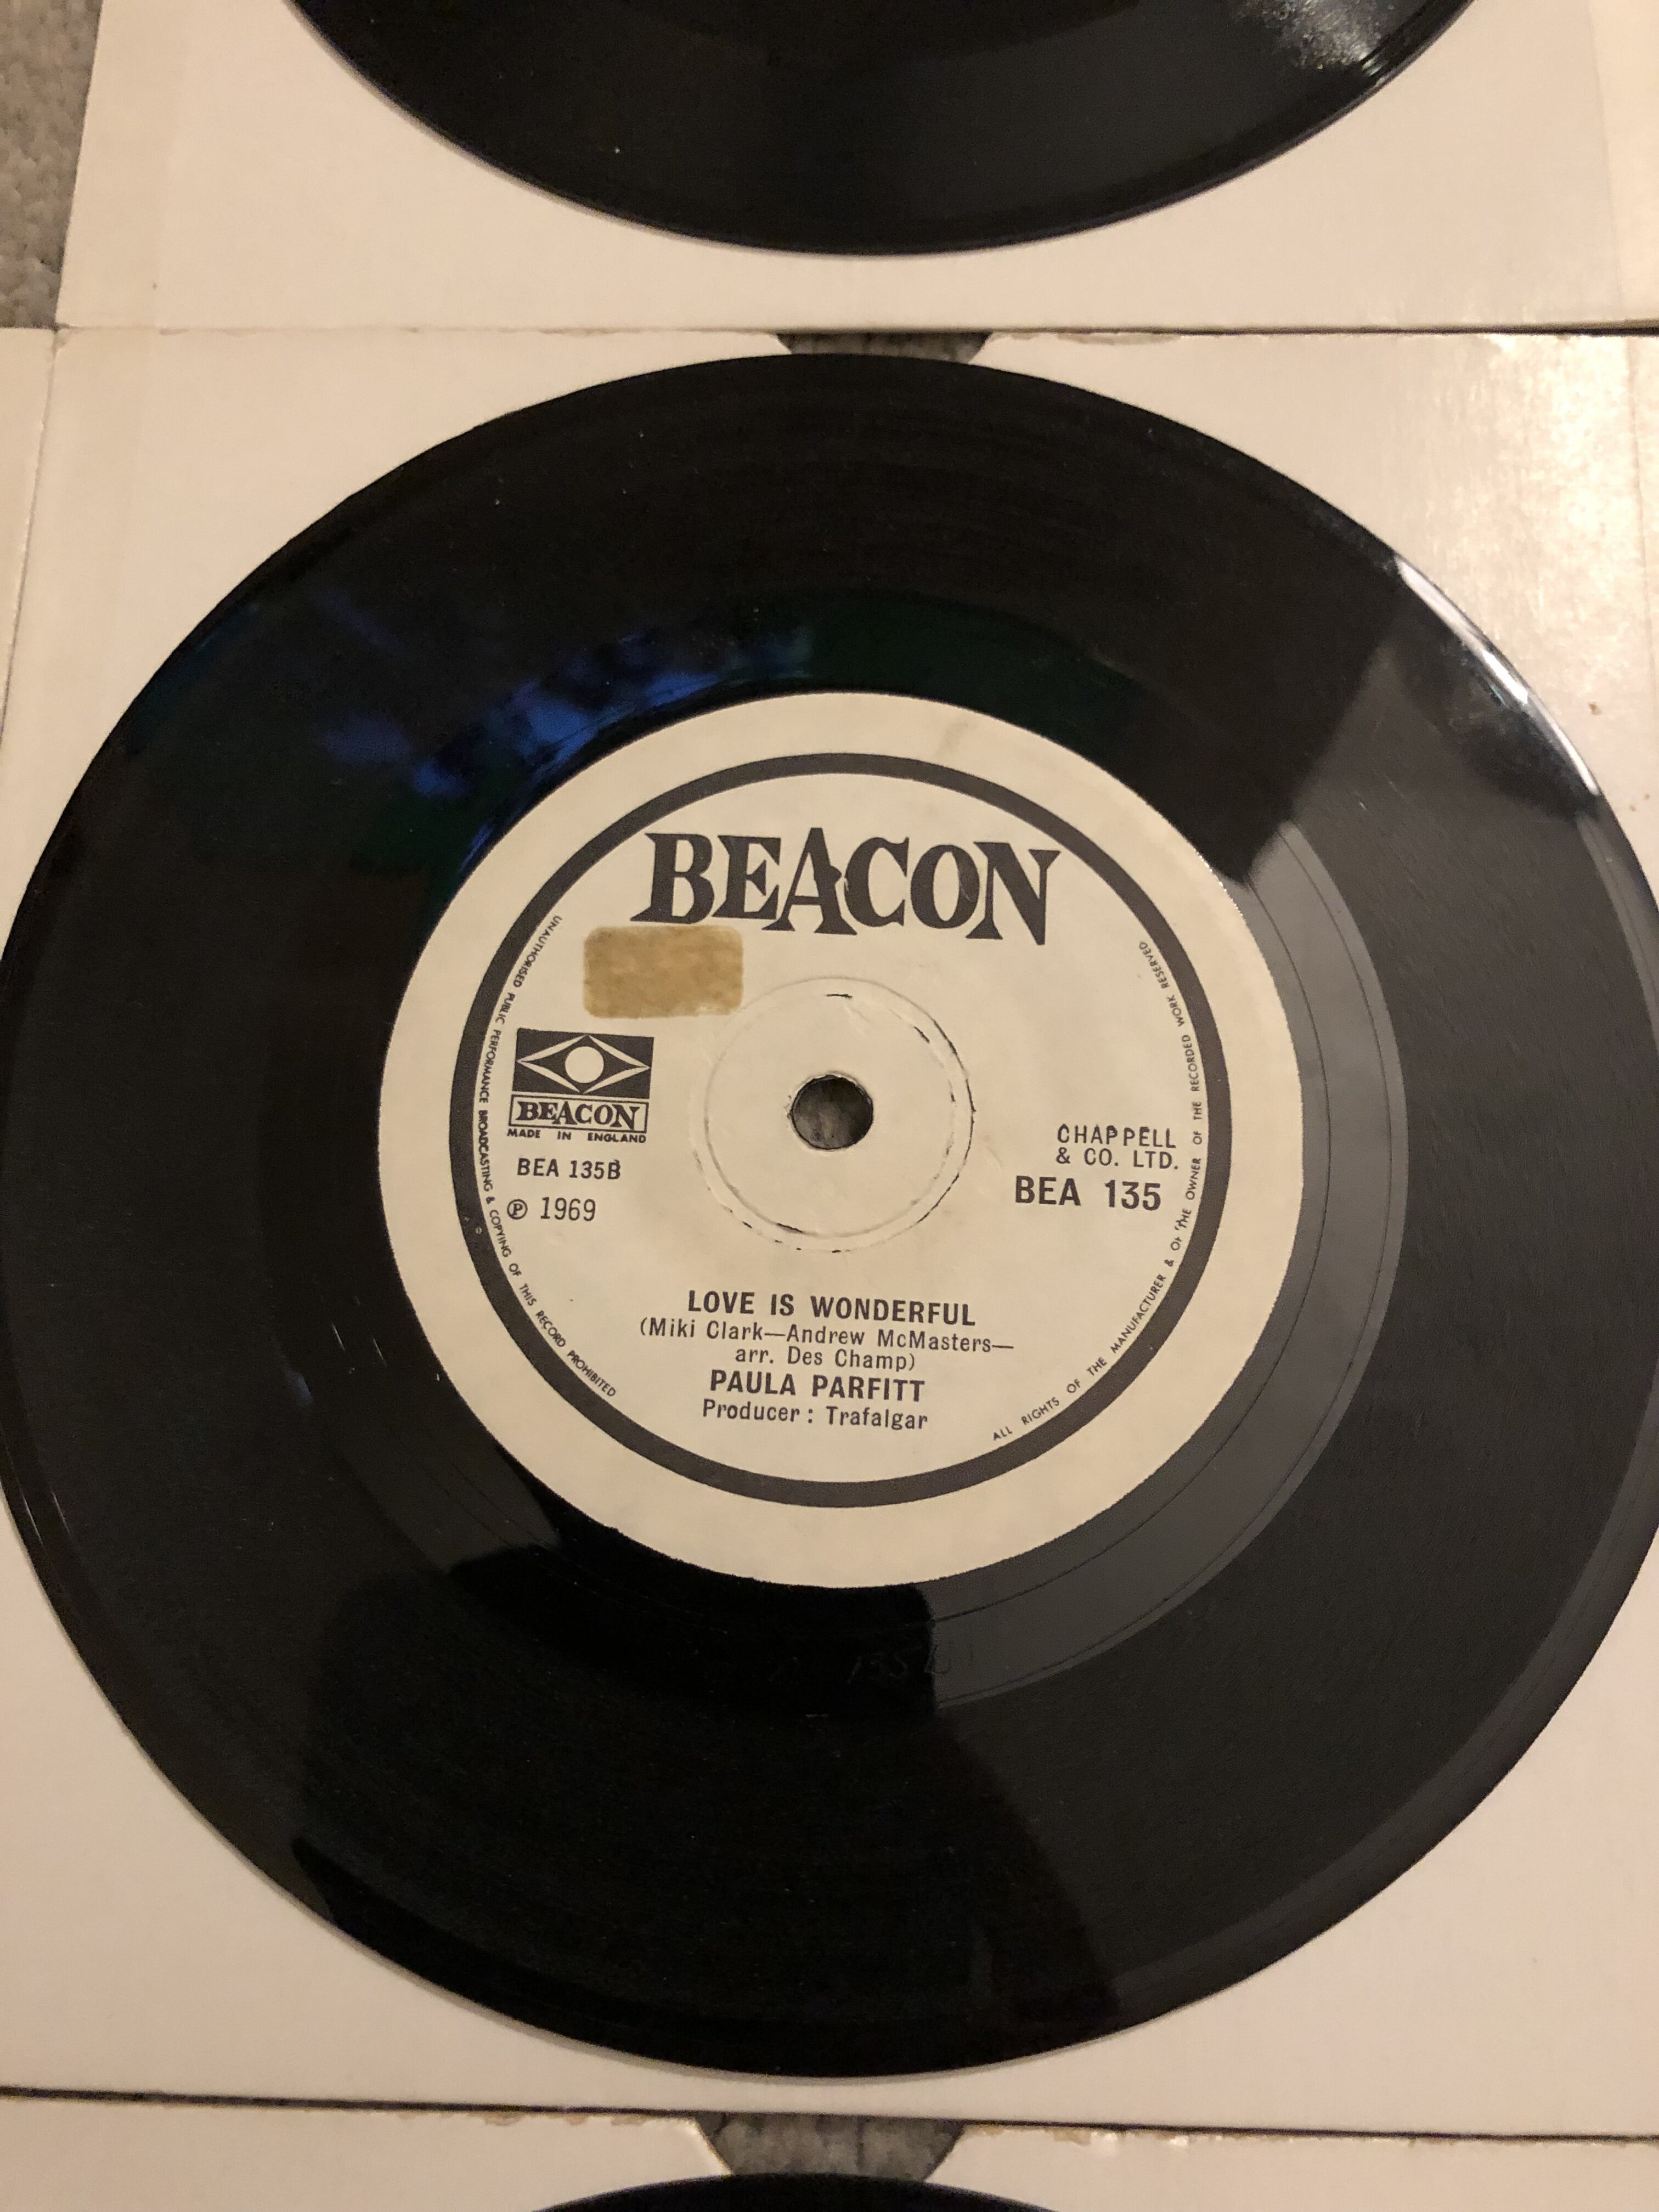 BEACON
BEACON
MADE IN ENGLAND
BEA 135B
℗ 1969
CHAPPELL
& CO. LTD.
BEA 135
LOVE IS WONDERFUL
(Miki Clark—Andrew McMasters—
arr. Des Champ)
PAULA PARFITT
Producer : Trafalgar
UNAUTHORISED PUBLIC PERFORMANCE BROADCASTING & COPYING OF THIS RECORD PROHIBITED
ALL RIGHTS OF THE MANUFACTURER & OF THE OWNER OF THE RECORDED WORK RESERVED